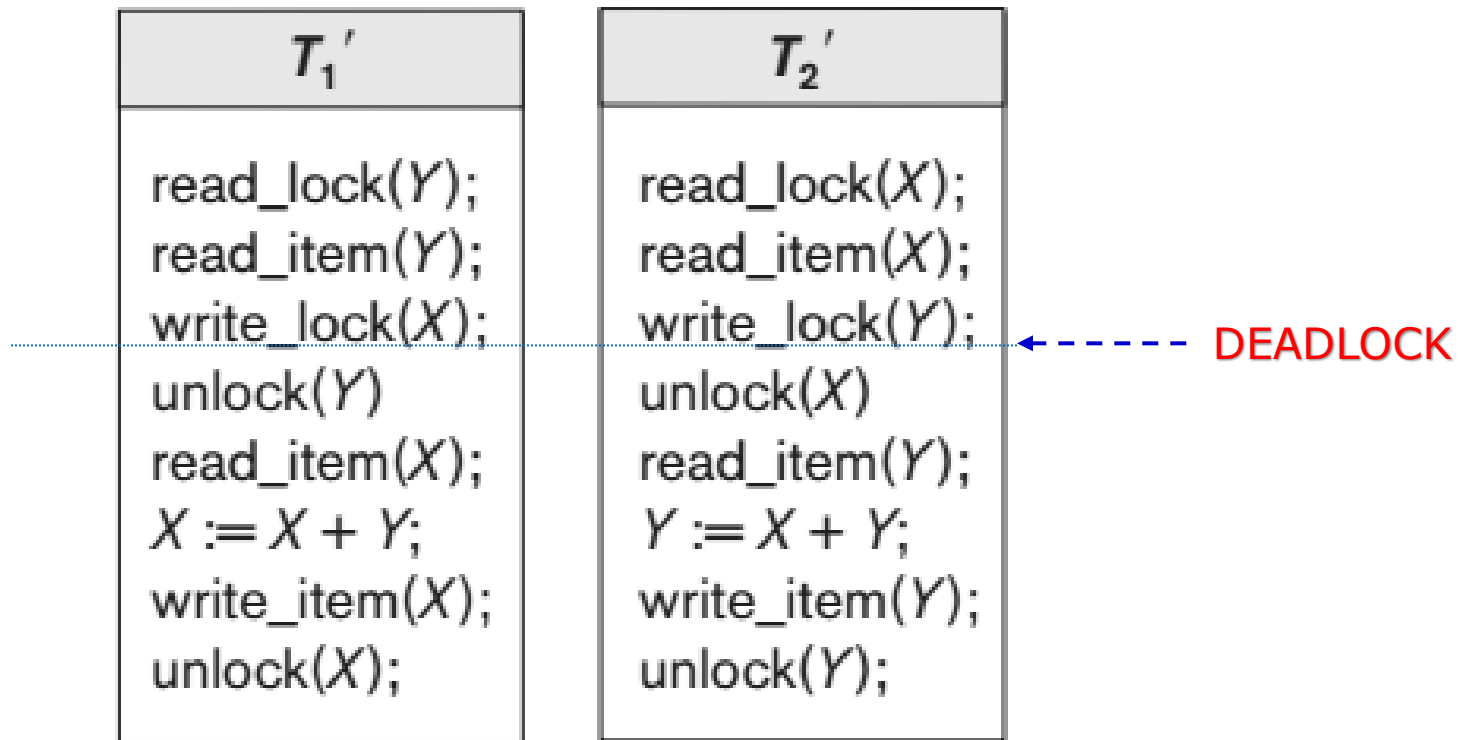 T₁′
read_lock(Y);
read_item(Y);
write_lock(X);
unlock(Y)
read_item(X);
X := X + Y;
write_item(X);
unlock(X);
T₂′
read_lock(X);
read_item(X);
write_lock(Y);
unlock(X)
read_item(Y);
Y := X + Y;
write_item(Y);
unlock(Y);
DEADLOCK